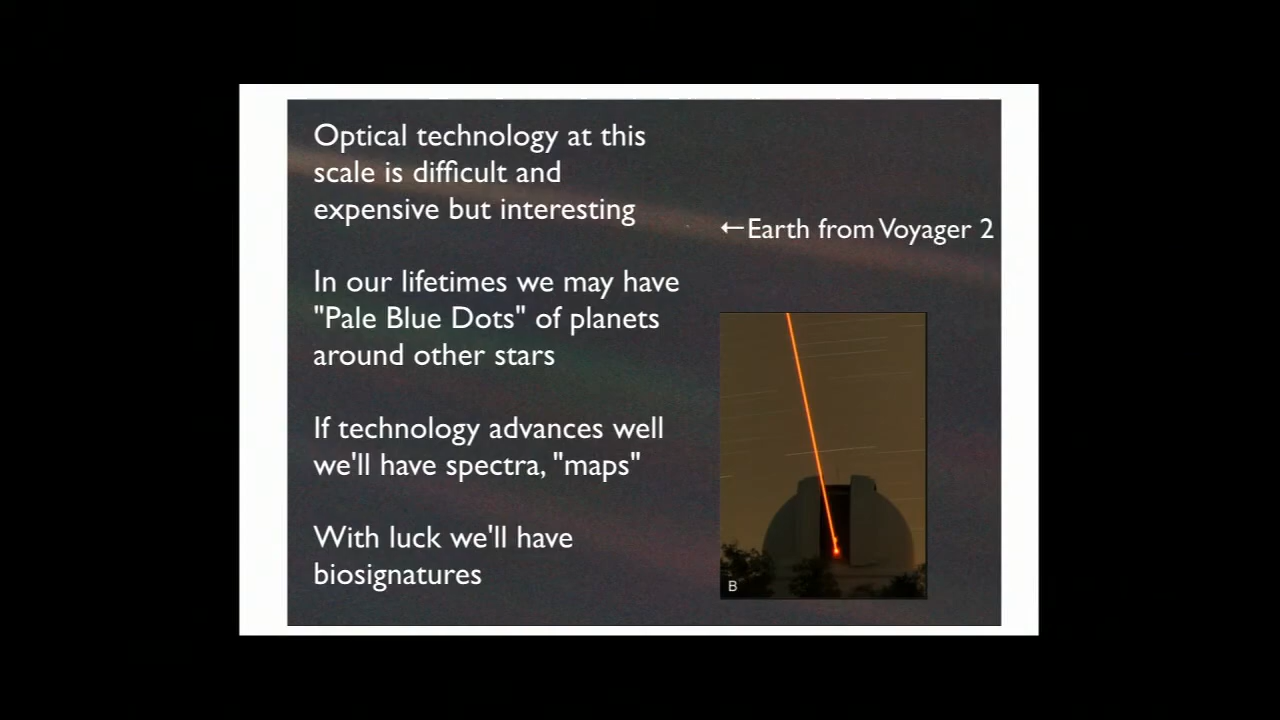 Optical technology at this
scale is difficult and
expensive but interesting
←Earth from Voyager 2
In our lifetimes we may have
"Pale Blue Dots" of planets
around other stars
If technology advances well
we'll have spectra, "maps"
With luck we'll have
biosignatures
B